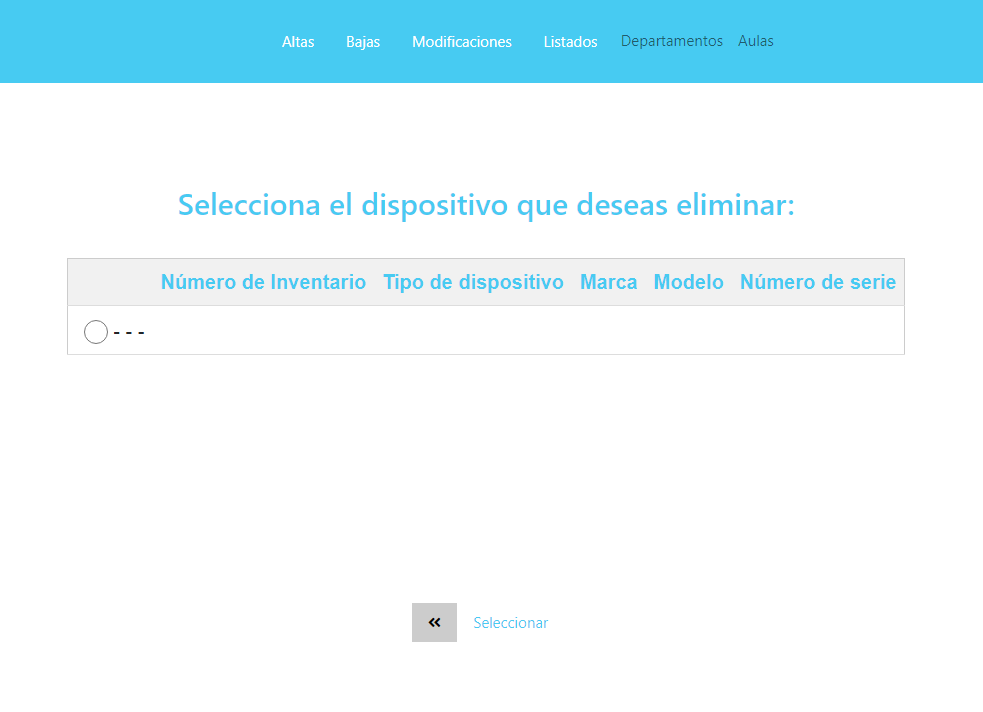 Altas Bajas Modificaciones Listados Departamentos Aulas
Selecciona el dispositivo que deseas eliminar:
Número de Inventario Tipo de dispositivo Marca Modelo Número de serie
- - -
« Seleccionar